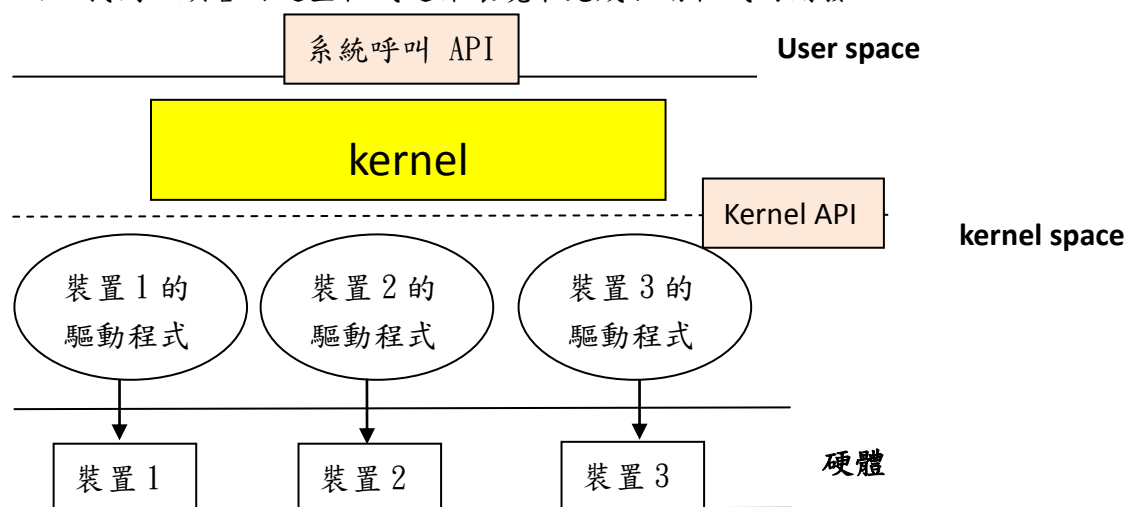 系統呼叫 API
User space
kernel
Kernel API
kernel space
裝置1的
驅動程式
裝置2的
驅動程式
裝置3的
驅動程式
裝置1
裝置2
裝置3
硬體